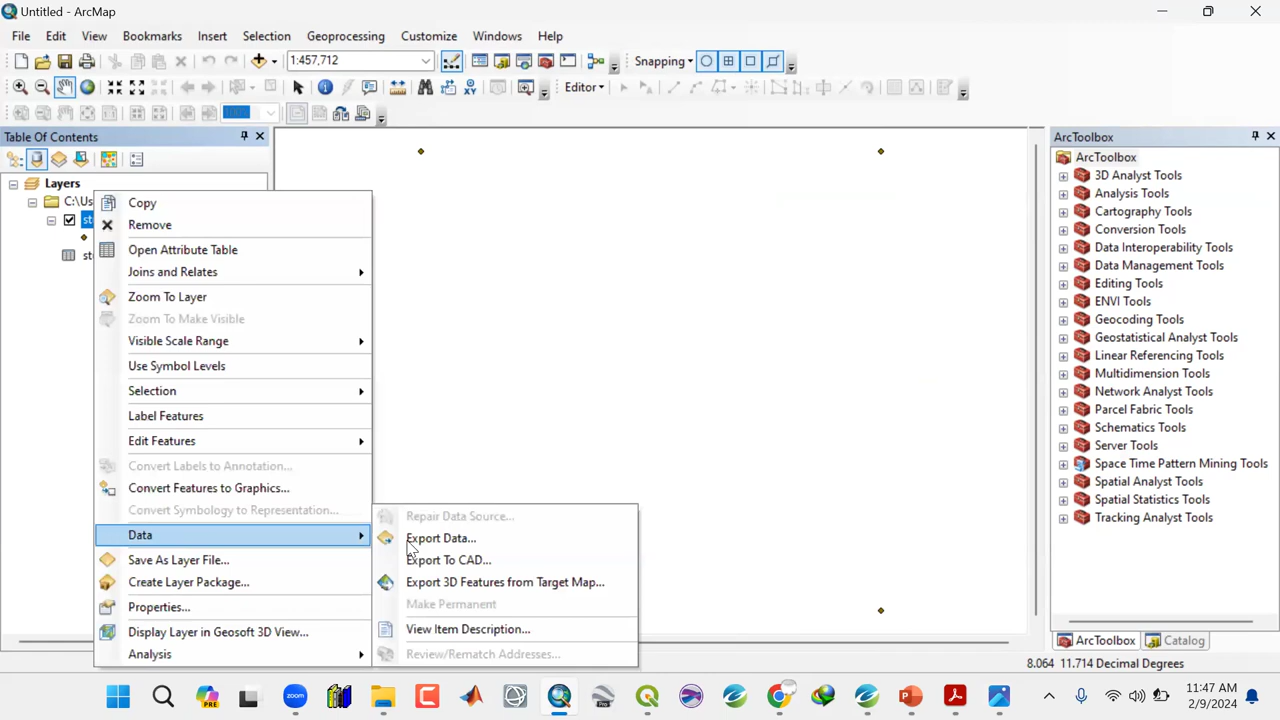 Untitled - ArcMap
File Edit View Bookmarks Insert Selection Geoprocessing Customize Windows Help
1:457,712 Snapping
Editor
Table Of Contents
Layers
C:\Us
st
st
Copy
Remove
Open Attribute Table
Joins and Relates
Zoom To Layer
Zoom To Make Visible
Visible Scale Range
Use Symbol Levels
Selection
Label Features
Edit Features
Convert Labels to Annotation...
Convert Features to Graphics...
Convert Symbology to Representation...
Data
Save As Layer File...
Create Layer Package...
Properties...
Display Layer in Geosoft 3D View...
Analysis
Repair Data Source...
Export Data...
Export To CAD...
Export 3D Features from Target Map...
Make Permanent
View Item Description...
Review/Rematch Addresses...
ArcToolbox
ArcToolbox
3D Analyst Tools
Analysis Tools
Cartography Tools
Conversion Tools
Data Interoperability Tools
Data Management Tools
Editing Tools
ENVI Tools
Geocoding Tools
Geostatistical Analyst Tools
Linear Referencing Tools
Multidimension Tools
Network Analyst Tools
Parcel Fabric Tools
Schematics Tools
Server Tools
Space Time Pattern Mining Tools
Spatial Analyst Tools
Spatial Statistics Tools
Tracking Analyst Tools
ArcToolbox Catalog
8.064 11.714 Decimal Degrees
PRE zoom Pro
11:47 AM
2/9/2024